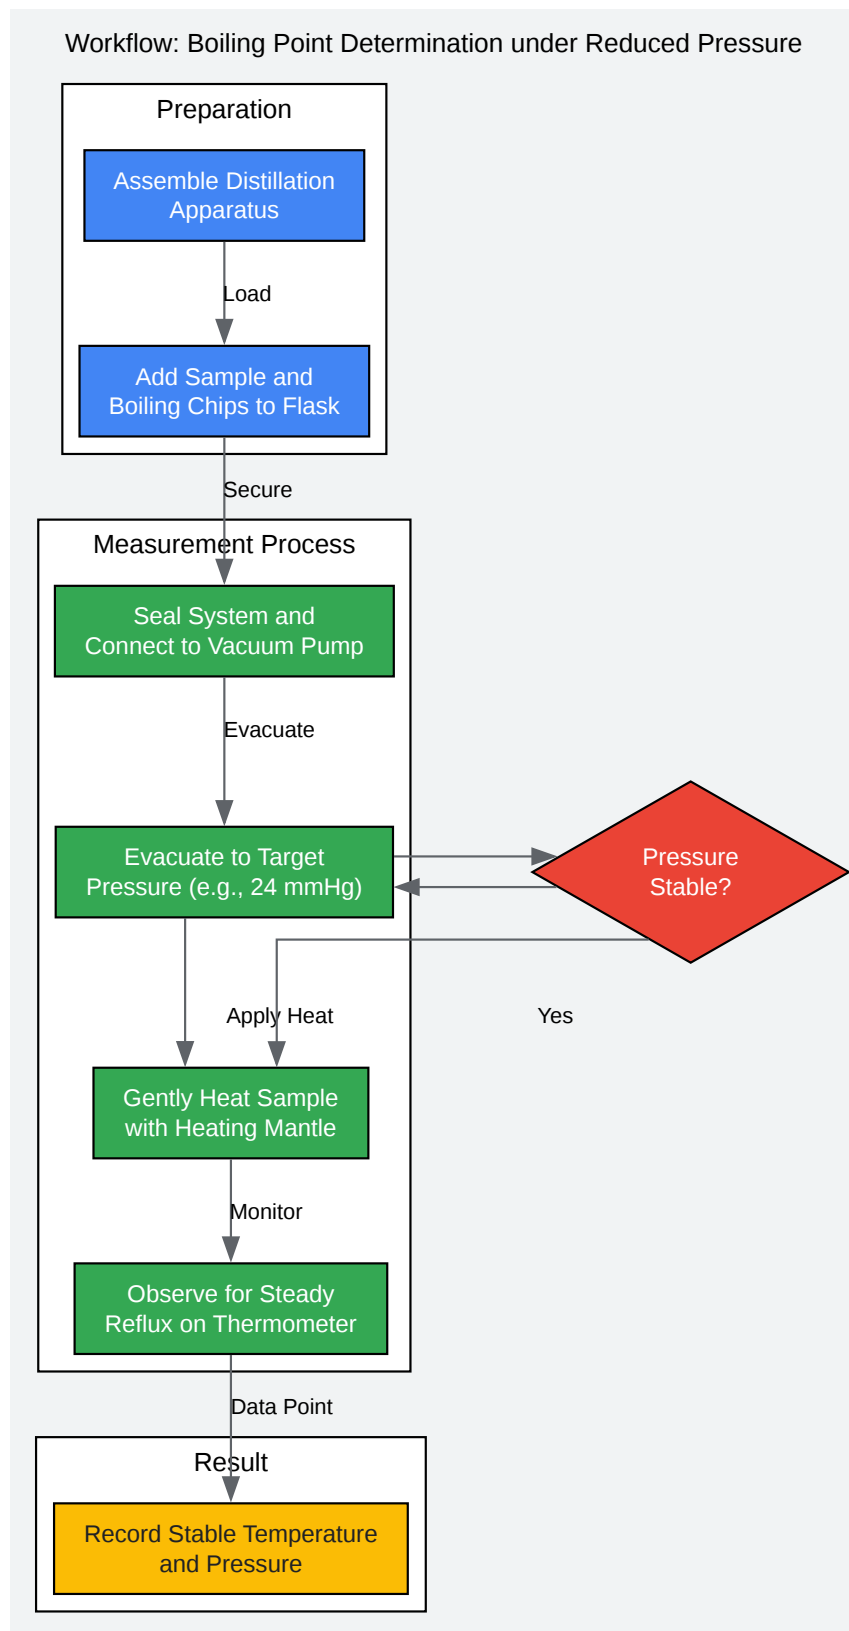 Workflow: Boiling Point Determination under Reduced Pressure
Preparation
Assemble Distillation
Apparatus
Load
Add Sample and
Boiling Chips to Flask
Secure
Measurement Process
Seal System and
Connect to Vacuum Pump
Evacuate
Evacuate to Target
Pressure (e.g., 24 mmHg)
Pressure
Stable?
Apply Heat
Yes
Gently Heat Sample
with Heating Mantle
Monitor
Observe for Steady
Reflux on Thermometer
Data Point
Result
Record Stable Temperature
and Pressure